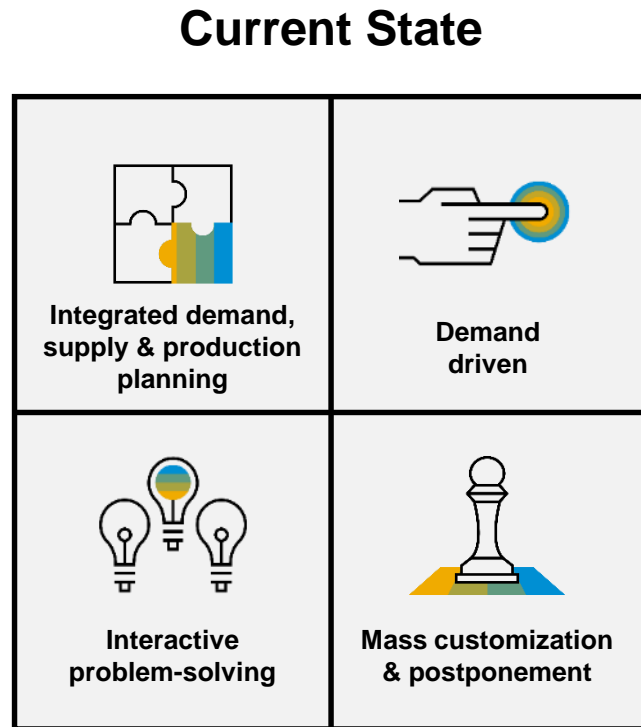 Current State
Integrated demand,
supply & production
planning
Demand
driven
Interactive
problem-solving
Mass customization
& postponement